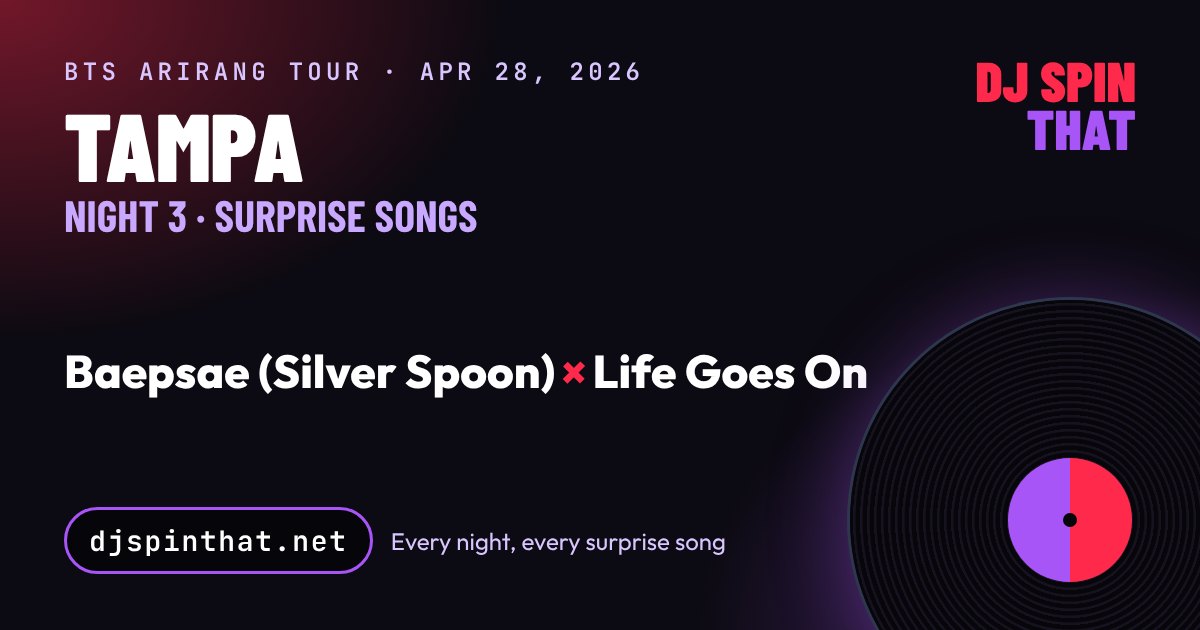 BTS ARIRANG TOUR · APR 28, 2026
DJ SPIN
THAT
TAMPA
NIGHT 3 · SURPRISE SONGS
Baepsae (Silver Spoon) × Life Goes On
djspinthat.net
Every night, every surprise song